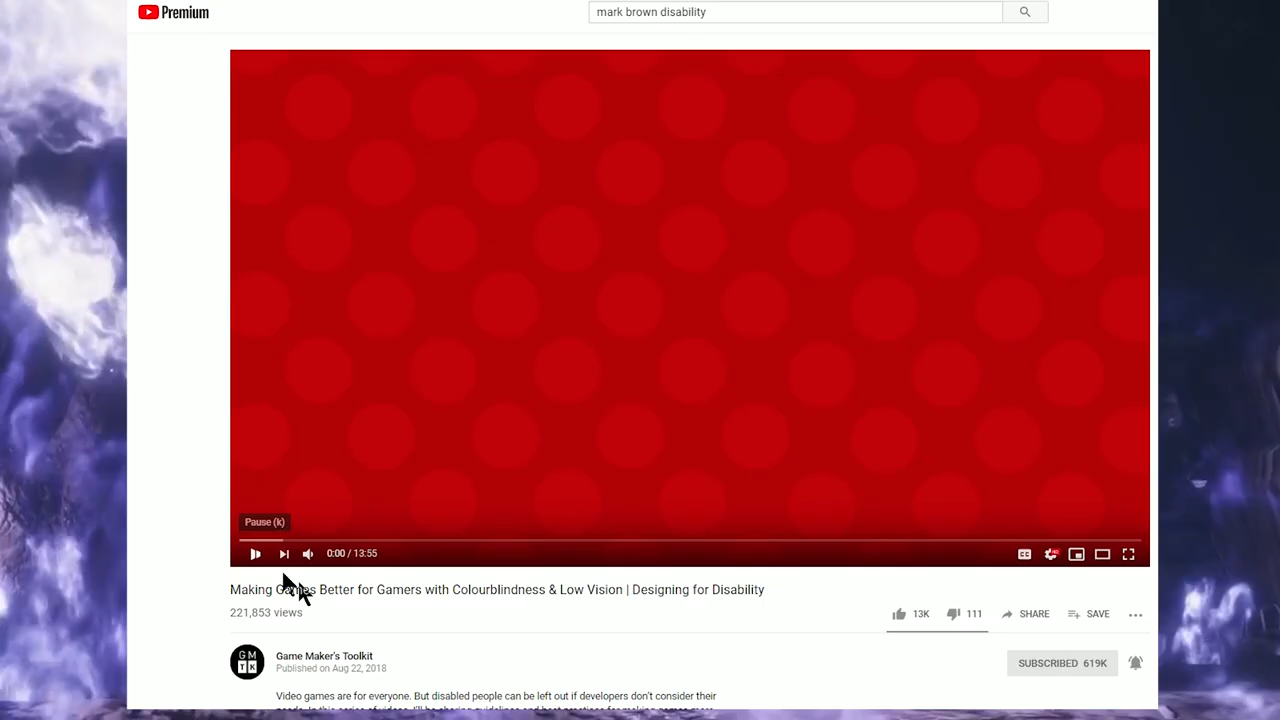 Premium
mark brown disability
Pause (k)
0:00 / 13:55
Making Games Better for Gamers with Colourblindness & Low Vision | Designing for Disability
221,853 views
13K 111 SHARE SAVE
GM
TK
Game Maker's Toolkit
Published on Aug 22, 2018
SUBSCRIBED 619K
Video games are for everyone. But disabled people can be left out if developers don't consider their